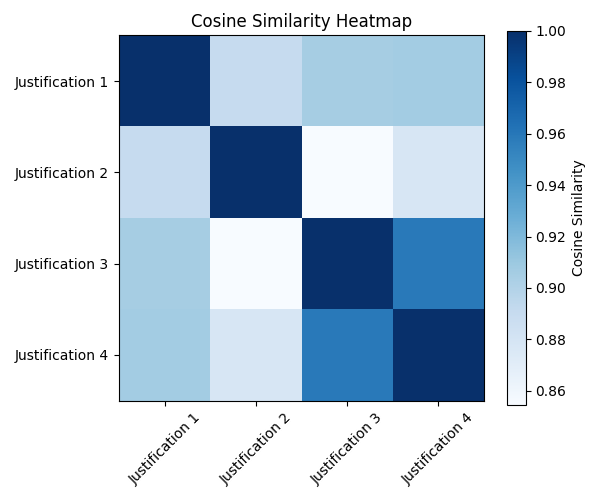 Cosine Similarity Heatmap
Justification 1
Justification 2
Justification 3
Justification 4
Justification 1
Justification 2
Justification 3
Justification 4
1.00
0.98
0.96
0.94
0.92
0.90
0.88
0.86
Cosine Similarity